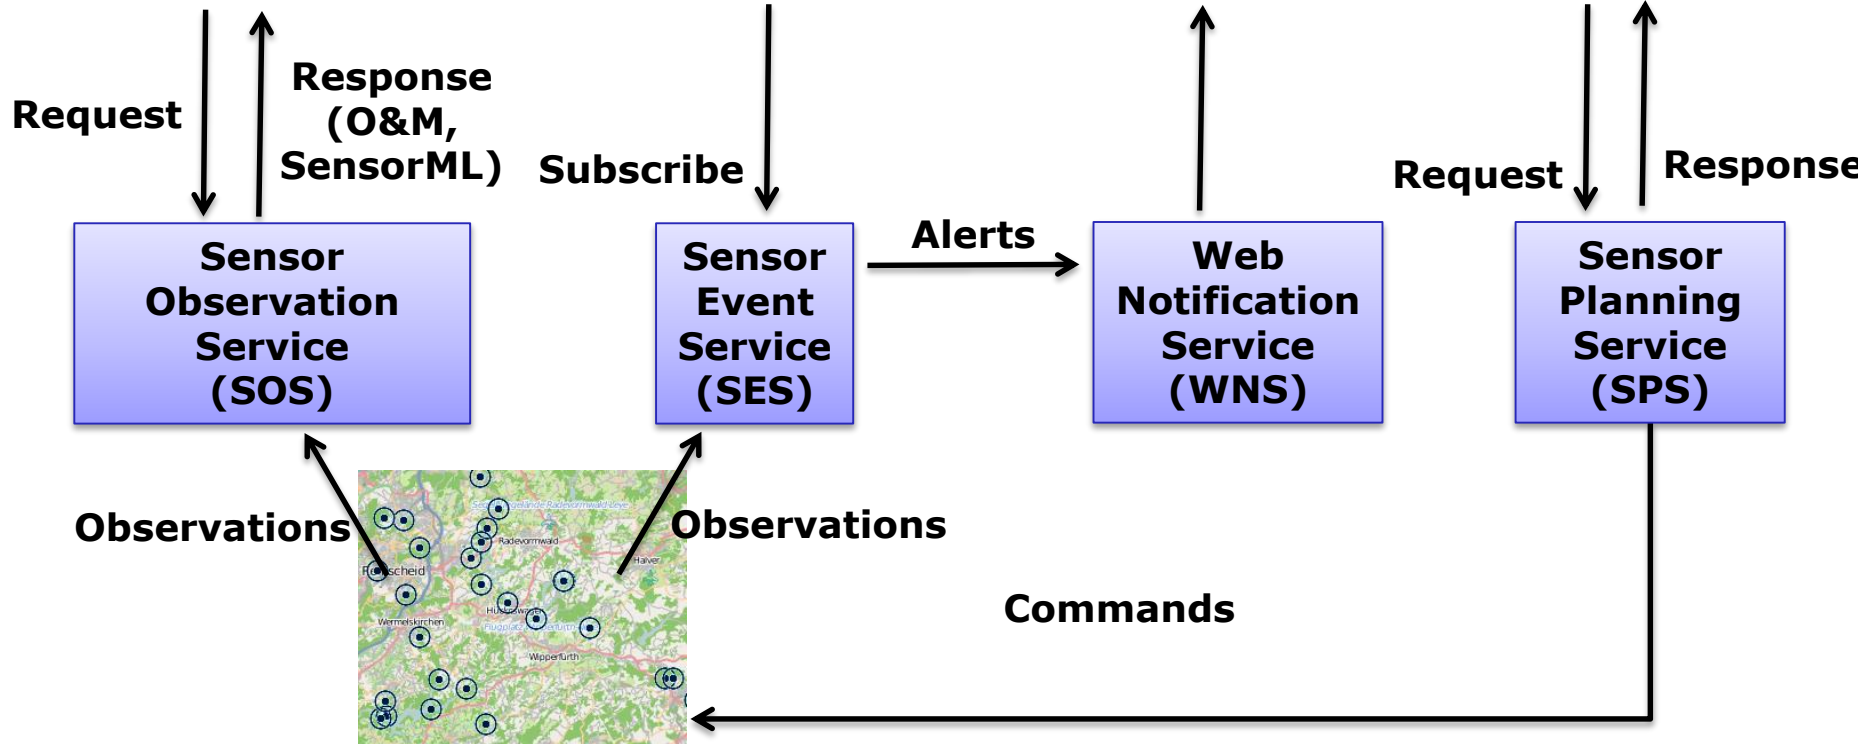 Request
Response
(O&M,
SensorML)
Subscribe
Request
Response
Alerts
Sensor
Observation
Service
(SOS)
Sensor
Event
Service
(SES)
Web
Notification
Service
(WNS)
Sensor
Planning
Service
(SPS)
Observations
Observations
Radevormwald
Halver
Wermelskirchen
Wipperfürth
Commands